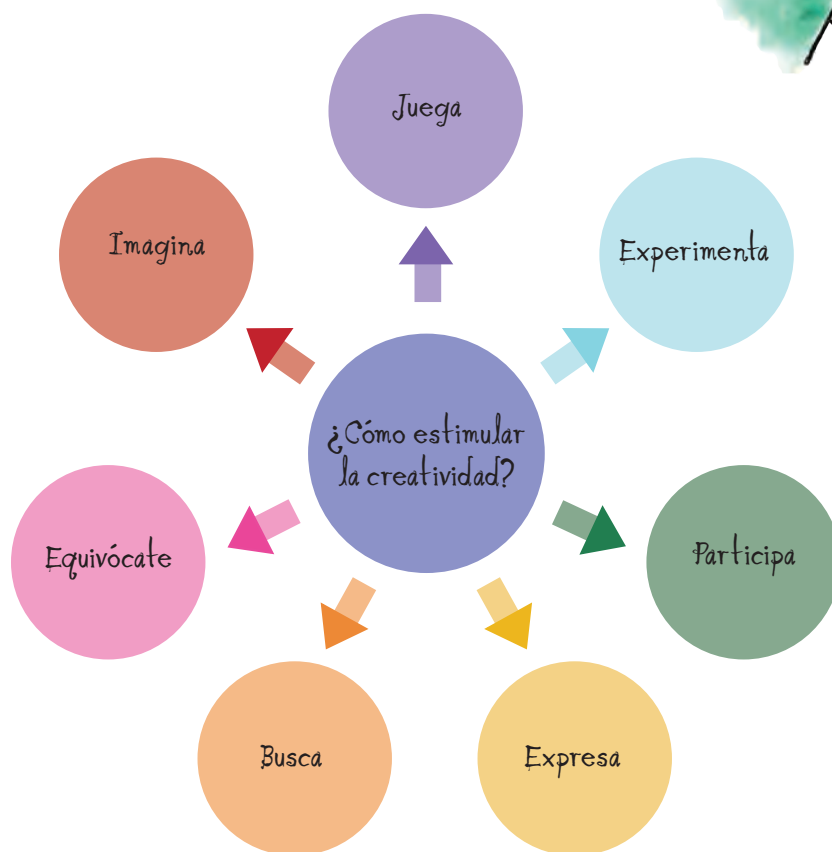 Juega
Imagina
Experimenta
¿Cómo estimular
la creatividad?
Equivócate
Participa
Busca
Expresa